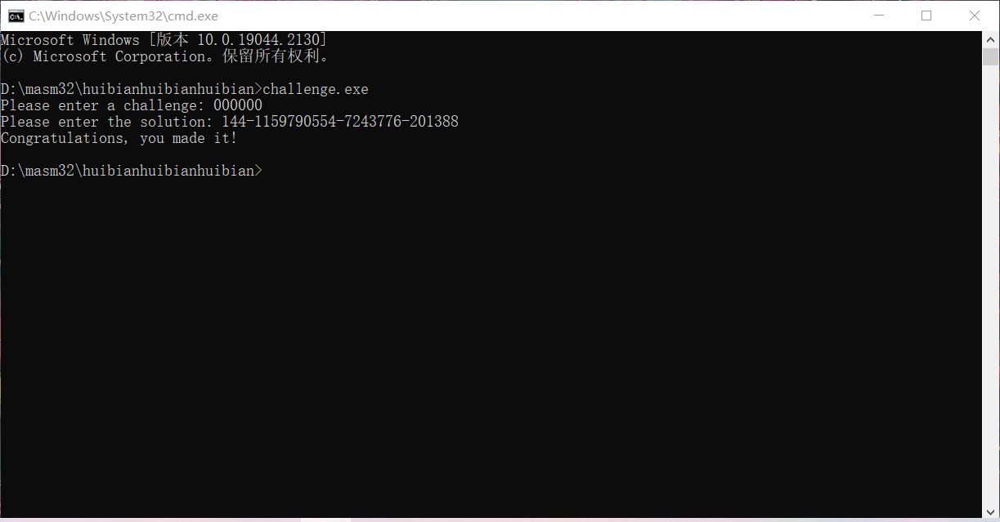 C:\Windows\System32\cmd.exe
Microsoft Windows [版本 10.0.19044.2130]
(c) Microsoft Corporation。保留所有权利。
D:\masm32\huibianhuibianhuibian>challenge.exe
Please enter a challenge: 000000
Please enter the solution: 144-1159790554-7243776-201388
Congratulations, you made it!
D:\masm32\huibianhuibianhuibian>